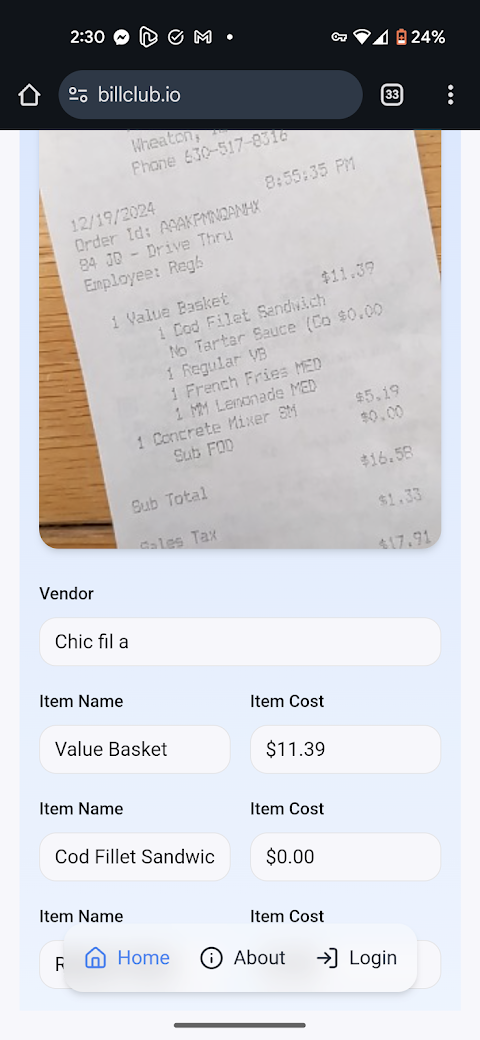 2:30
24%
billclub.io
33
Wheaton,
Phone 630-517-8316
8:55:35 PM
12/19/2024
Order Id: AAAKPMNQANHX
84 JD - Drive Thru
Employee: Reg6
1 Value Basket $11.39
1 Cod Filet Sandwich
No Tartar Sauce (Co $0.00
1 Regular VB
1 French Fries MED
1 MM Lemonade MED
1 Concrete Mixer SM $5.19
Sub FOD $0.00
Sub Total $16.58
Sales Tax $1.33
$17.91
Vendor
Chic fil a
Item Name Item Cost
Value Basket $11.39
Item Name Item Cost
Cod Fillet Sandwic $0.00
Item Name Item Cost
R
Home About Login